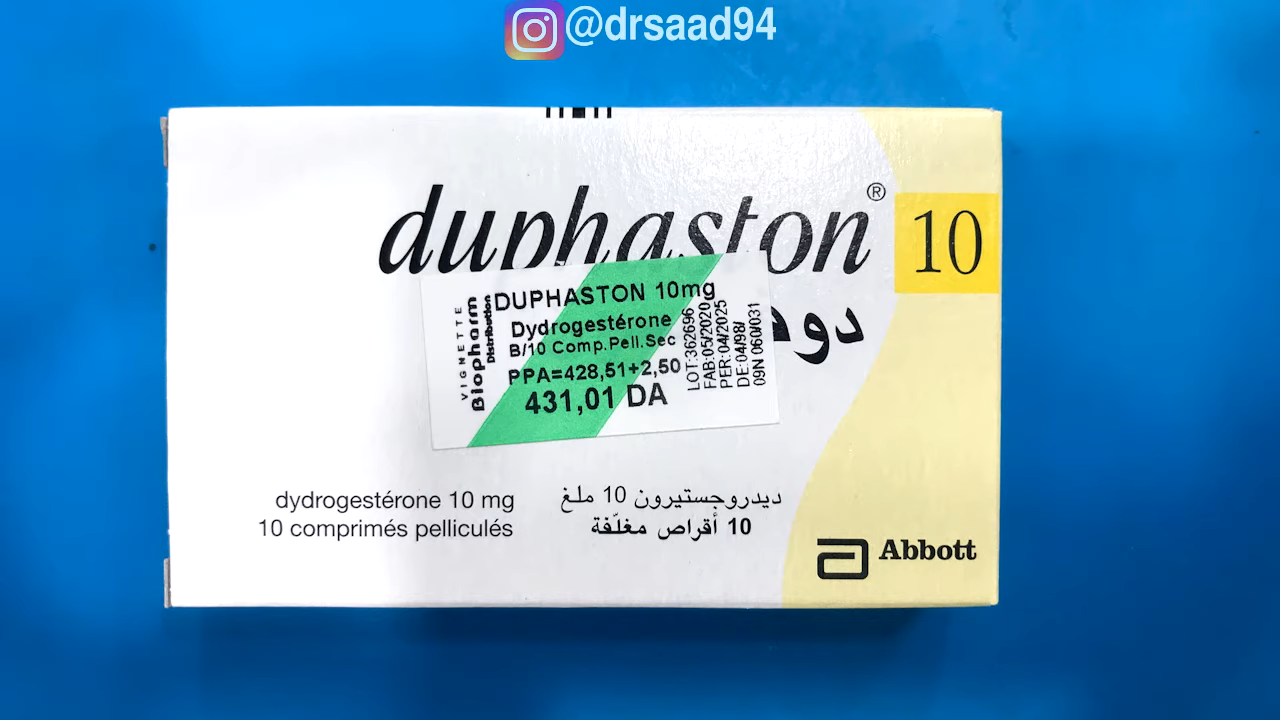 @drsaad94
duphaston® 10
VIGNETTE
Biopharm
Distribution
DUPHASTON 10mg
Dydrogestérone
B/10 Comp.Pell.Sec
PPA=428,51+2,50
431,01 DA
LOT:362696
FAB:05/2020
PER:04/2025
DE:04/98/
09N 060/031
dydrogestérone 10 mg
10 comprimés pelliculés
ديدروجستيرون 10 ملغ
10 أقراص مغلّفة
Abbott